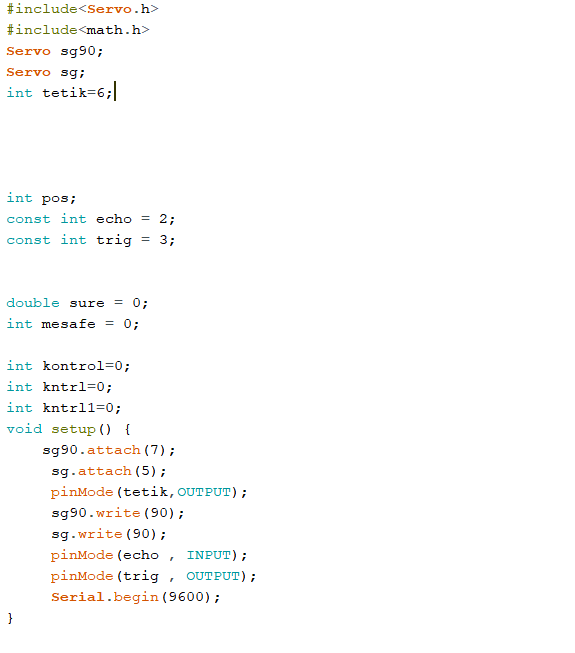 #include<Servo.h>
#include<math.h>
Servo sg90;
Servo sg;
int tetik=6;
int pos;
const int echo = 2;
const int trig = 3;
double sure = 0;
int mesafe = 0;
int kontrol=0;
int kntrl=0;
int kntrl1=0;
void setup() {
    sg90.attach(7);
     sg.attach(5);
     pinMode(tetik,OUTPUT);
     sg90.write(90);
     sg.write(90);
     pinMode(echo , INPUT);
     pinMode(trig , OUTPUT);
     Serial.begin(9600);
}